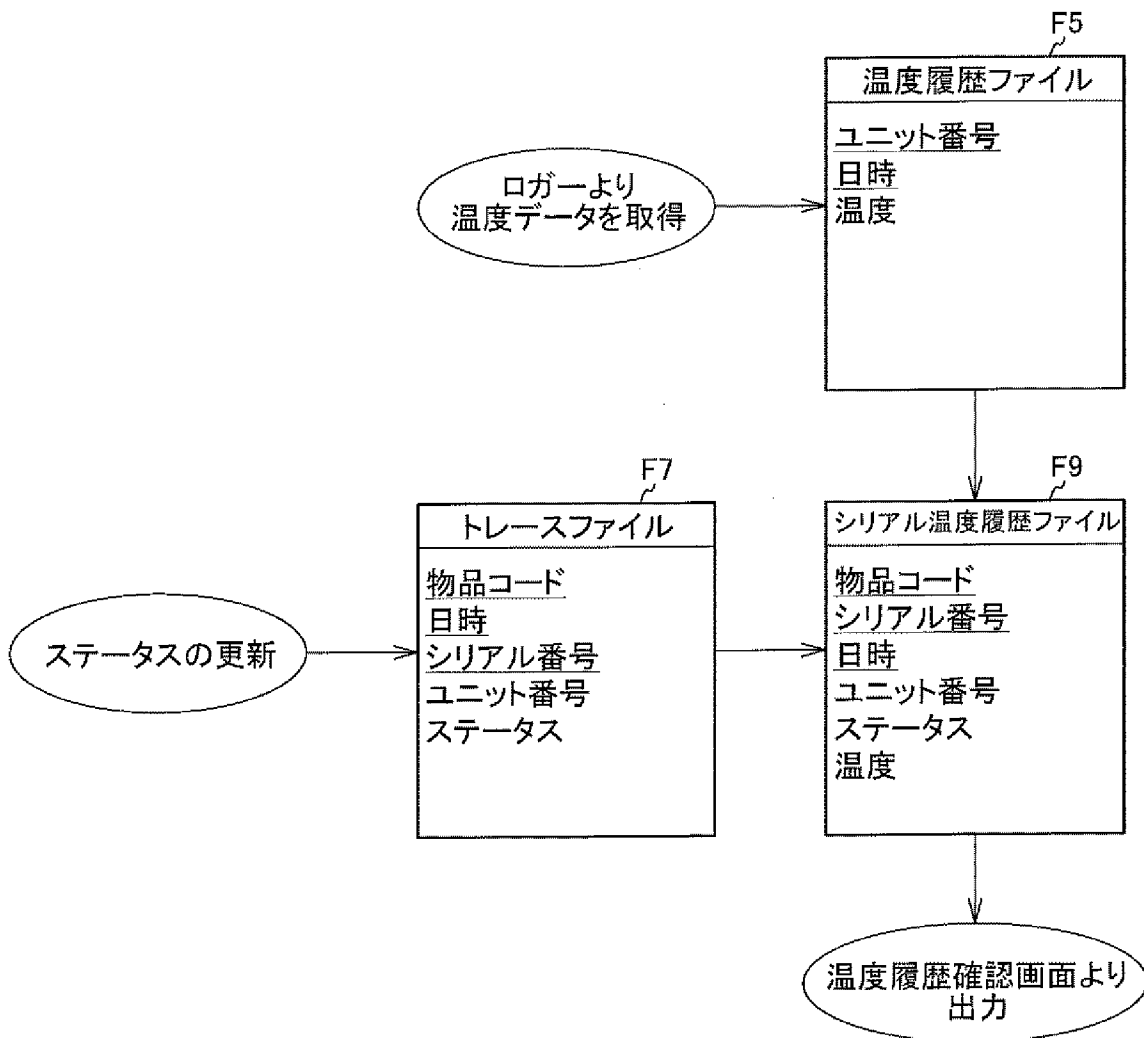 F5
温度履歴ファイル
ユニット番号
日時
温度
ロガーより
温度データを取得
F7
トレースファイル
物品コード
日時
シリアル番号
ユニット番号
ステータス
ステータスの更新
F9
シリアル温度履歴ファイル
物品コード
シリアル番号
日時
ユニット番号
ステータス
温度
温度履歴確認画面より
出力